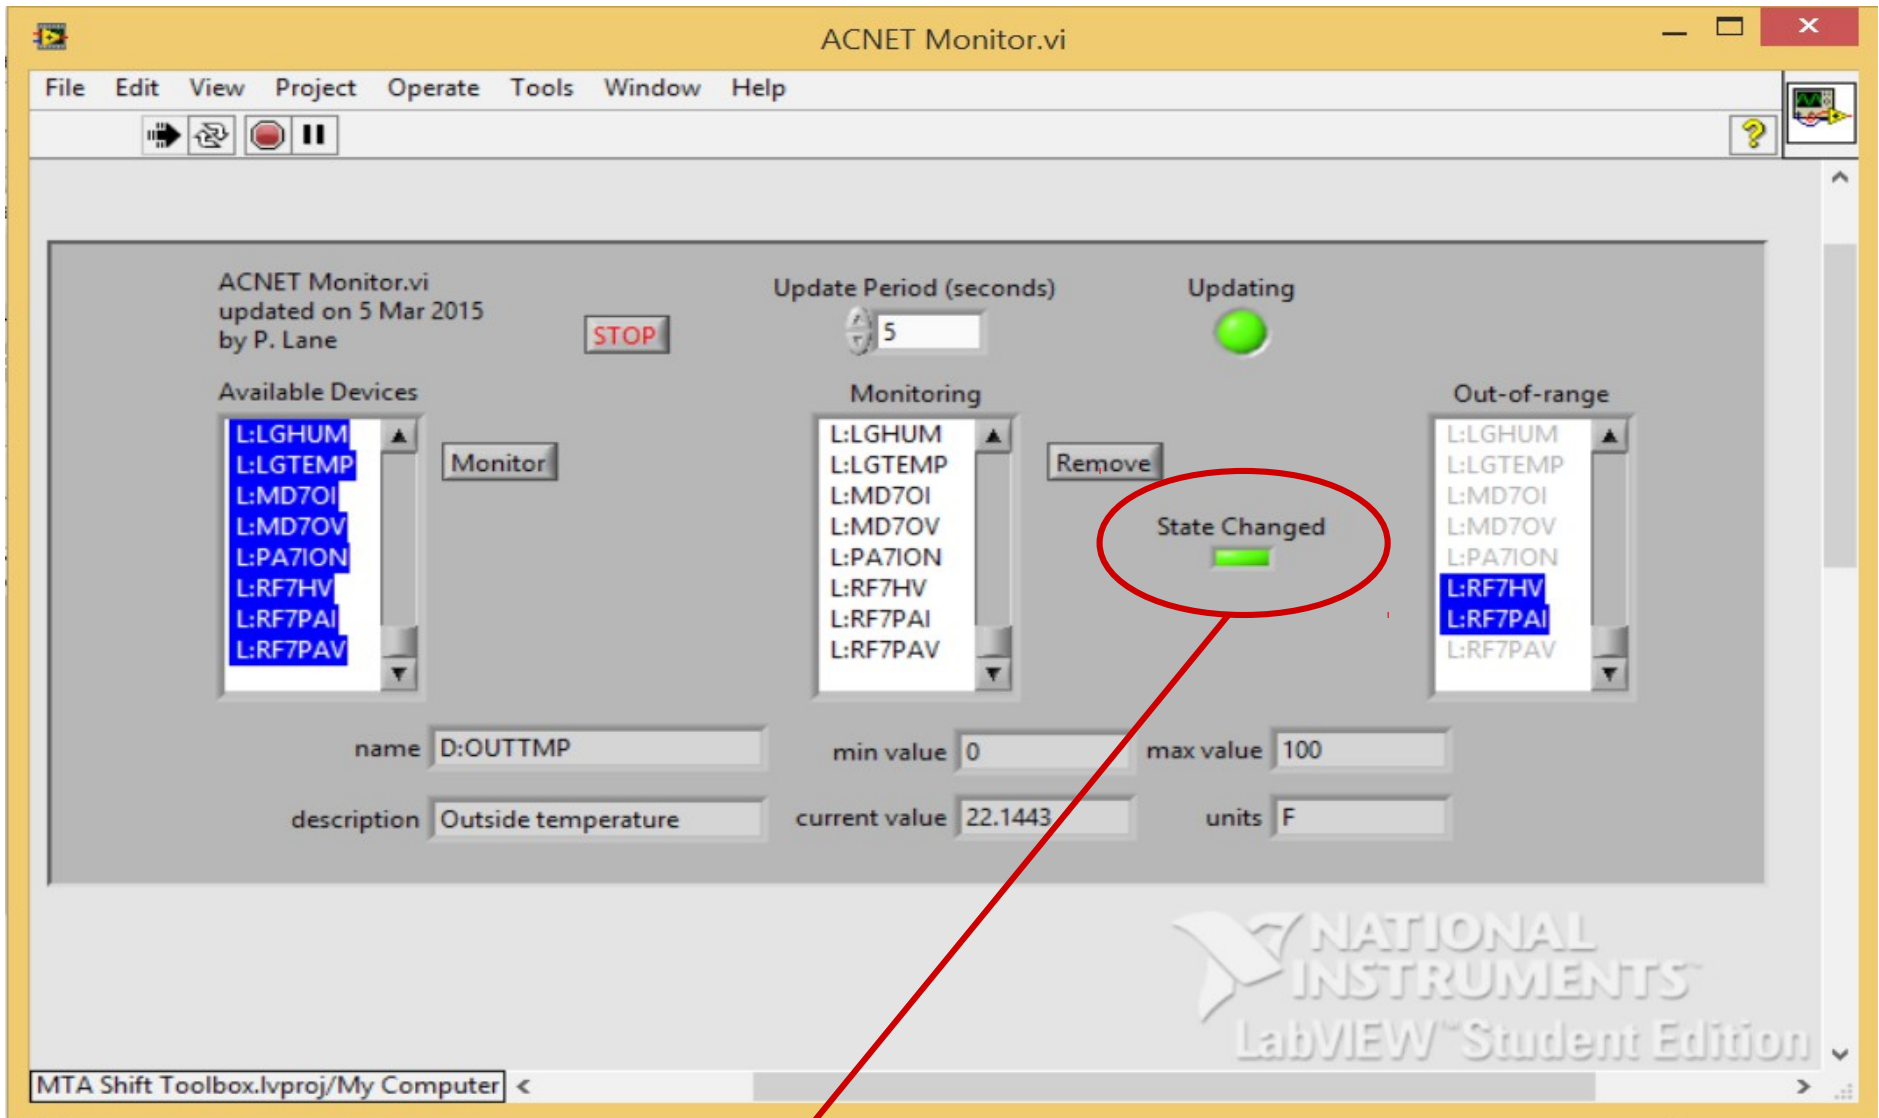 ACNET Monitor.vi
File Edit View Project Operate Tools Window Help
ACNET Monitor.vi
updated on 5 Mar 2015
by P. Lane
STOP
Update Period (seconds)
5
Updating
Available Devices
L:LGHUM
L:LGTEMP
L:MD7OI
L:MD7OV
L:PA7ION
L:RF7HV
L:RF7PAI
L:RF7PAV
Monitor
Monitoring
L:LGHUM
L:LGTEMP
L:MD7OI
L:MD7OV
L:PA7ION
L:RF7HV
L:RF7PAI
L:RF7PAV
Remove
State Changed
Out-of-range
L:LGHUM
L:LGTEMP
L:MD7OI
L:MD7OV
L:PA7ION
L:RF7HV
L:RF7PAI
L:RF7PAV
name D:OUTTMP
min value 0
max value 100
description Outside temperature
current value 22.1443
units F
NATIONAL
INSTRUMENTS™
LabVIEW™ Student Edition
MTA Shift Toolbox.lvproj/My Computer